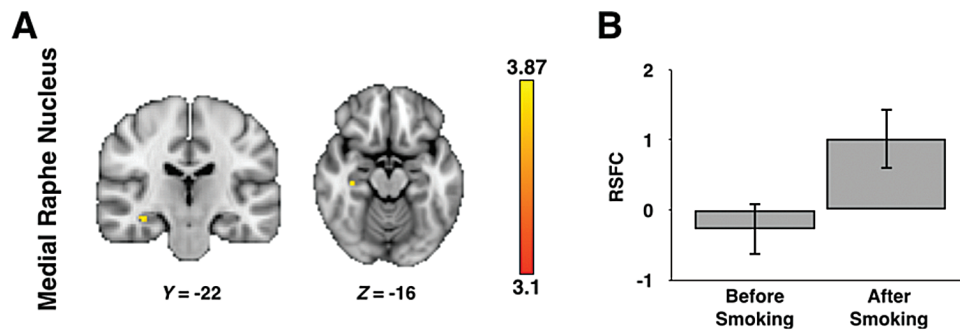 A
Medial Raphe Nucleus
Y = -22
Z = -16
3.87
3.1
B
RSFC
2
1
0
-1
Before
Smoking
After
Smoking